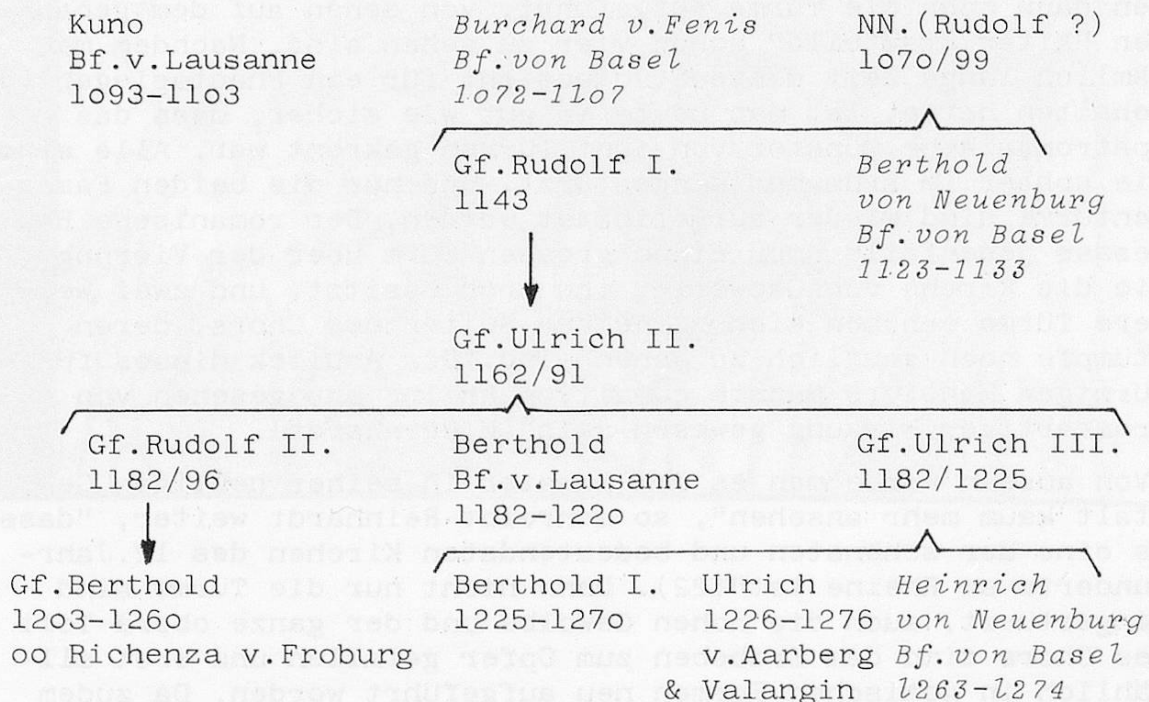 Kuno
Bf.v.Lausanne
1093-1103
Burchard v.Fenis
Bf.von Basel
1072-1107
NN (Rudolf ?)
1070/99
Gf.Rudolf I.
1143
Berthold
von Neuenburg
Bf.von Basel
1123-1133
Gf.Ulrich II.
1162/91
Gf.Rudolf II.
1182/96
Berthold
Bf.v.Lausanne
1182-1220
Gf.Ulrich III.
1182/1225
Gf.Berthold
1203-1260
oo Richenza v.Froburg
Berthold I.
1225-1270
Ulrich
1226-1276
v.Aarberg
& Valangin
Heinrich
von Neuenburg
Bf.von Basel
1263-1274